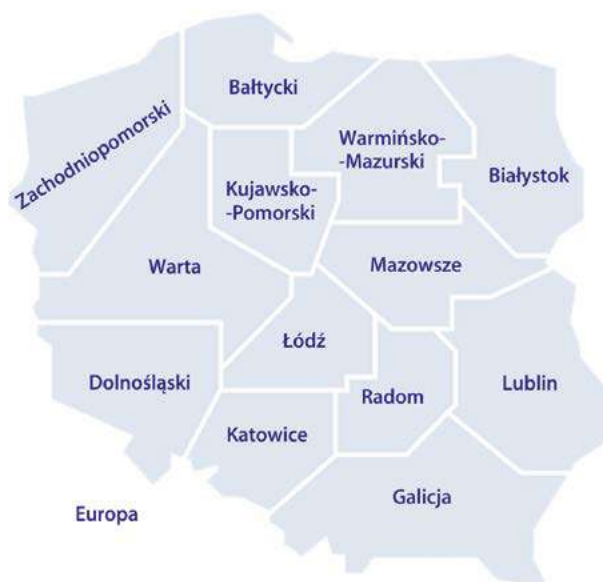 Bałtycki
Zachodniopomorski
Warmińsko-
-Mazurski
Białystok
Kujawsko-
-Pomorski
Warta
Mazowsze
Łódź
Dolnośląski
Radom
Lublin
Katowice
Galicja
Europa